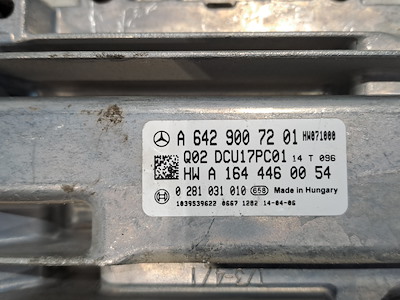 A 642 900 72 01 HW071000
Q02 DCU17PC01 14 T 096
HW A 164 446 00 54
0 281 031 010 65B Made in Hungary
1039S39622 0667 1282 14-04-06